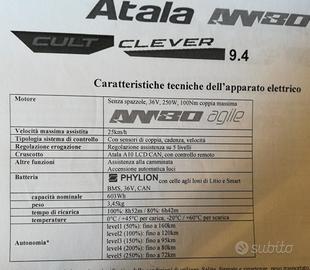 Atala AM80
CULT CLEVER 9.4
Caratteristiche tecniche dell'apparato elettrico
Motore Senza spazzole, 36V, 250W, 100Nm coppia massima
AM80 agile
Velocità massima assistita 25km/h
Tipologia sistema di controllo Con sensori di coppia, cadenza, velocità
Regolazione erogazione Regolazione assistenza su 5 livelli
Cruscotto Atala A10 LCD CAN, con controllo remoto
Funzioni Assistenza alla camminata
Accensione automatica luci
Batteria PHYLION con celle agli Ioni di Litio e Smart
BMS, 36V, CAN
capacità nominale 603Wh
peso 3,45kg
tempo di ricarica 100%: 8h52m / 80%: 6h42m
temperature 0°C / +45°C per carica, -20°C / +60°C per scarica
Autonomia* level1 50%: fino a 160km
level2 100%: fino a 120km
level3 150%: fino a 95km
level4 200%: fino a 80km
level5 250%: fino a 72km
subito